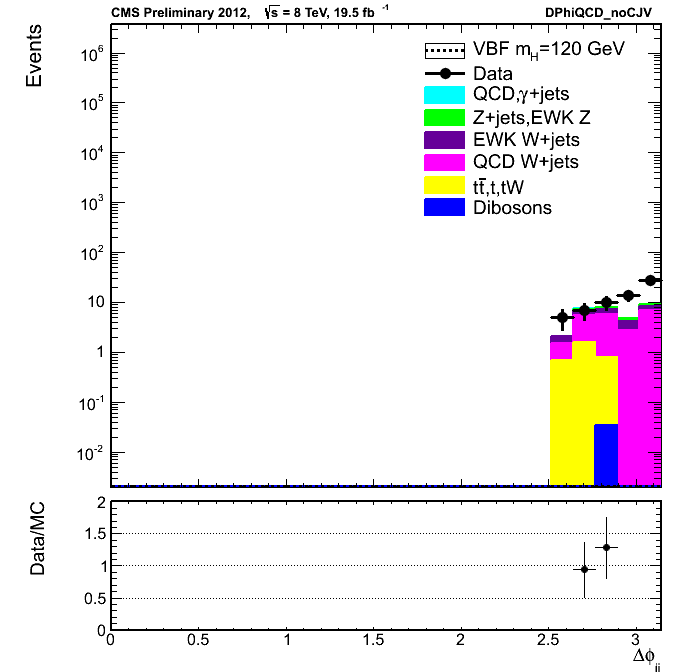 CMS Preliminary 2012, √s = 8 TeV, 19.5 fb⁻¹ DPhiQCD_noCJV
Events
10⁶
10⁵
10⁴
10³
10²
10
1
10⁻¹
10⁻²
VBF m_H=120 GeV
Data
QCD,γ+jets
Z+jets,EWK Z
EWK W+jets
QCD W+jets
tt̄,t,tW
Dibosons
Data/MC
2
1.5
1
0.5
0
0 0.5 1 1.5 2 2.5 3
Δϕ_jj